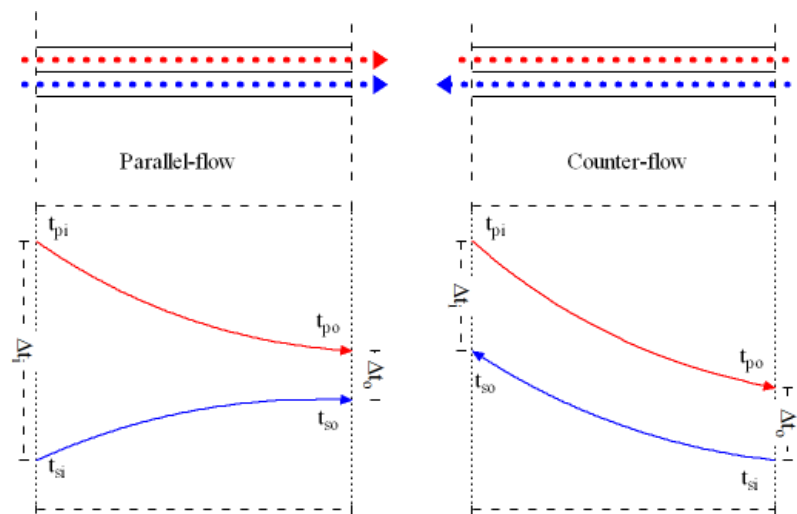 Parallel-flow
Counter-flow
t_pi
Δt_i
t_po
Δt_o
t_so
t_si
t_pi
Δt_i
t_so
t_po
Δt_o
t_si